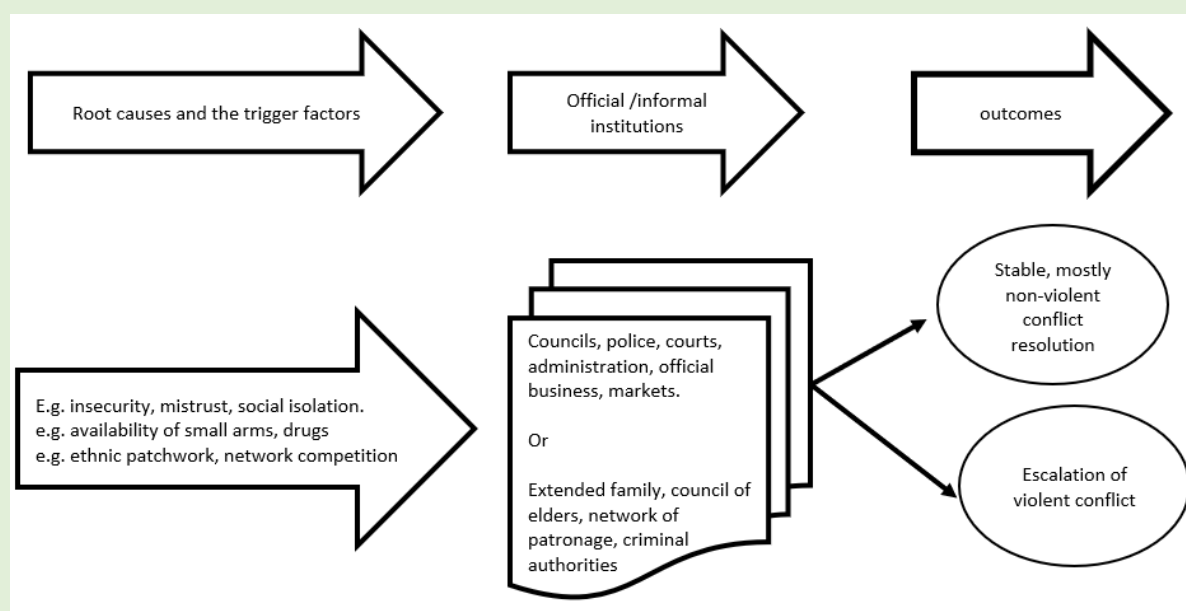 Root causes and the trigger factors
Official /informal
institutions
outcomes
E.g. insecurity, mistrust, social isolation.
e.g. availability of small arms, drugs
e.g. ethnic patchwork, network competition
Councils, police, courts,
administration, official
business, markets.
Or
Extended family, council of
elders, network of
patronage, criminal
authorities
Stable, mostly
non-violent
conflict
resolution
Escalation of
violent conflict